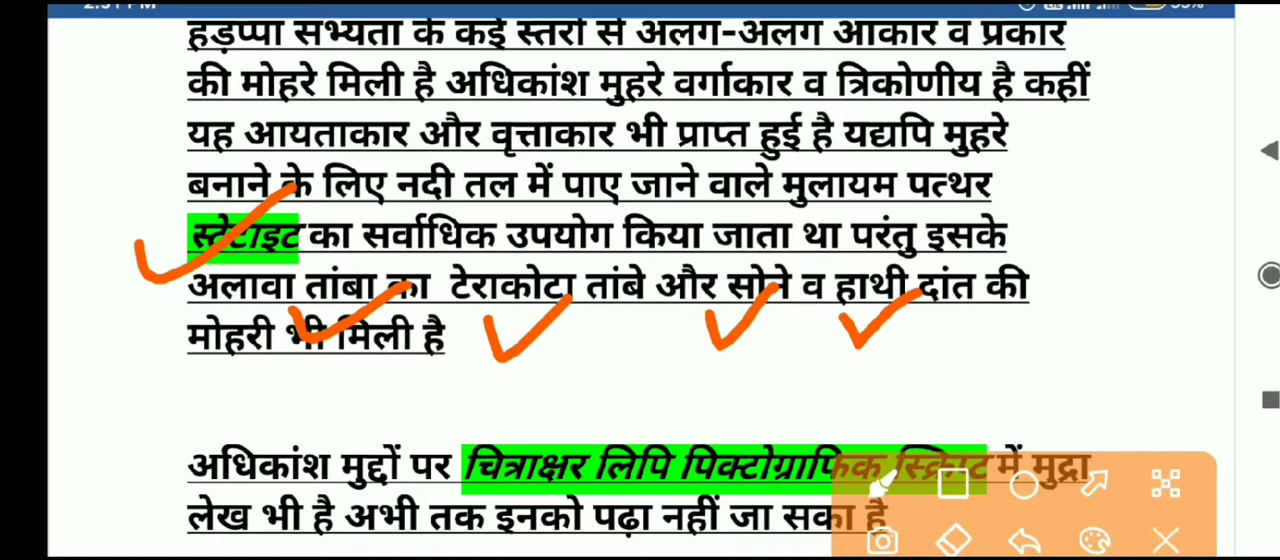 हड़प्पा सभ्यता के कई स्तरों से अलग-अलग आकार व प्रकार
की मोहरे मिली है अधिकांश मुहरे वर्गाकार व त्रिकोणीय है कहीं
यह आयताकार और वृत्ताकार भी प्राप्त हुई है यद्यपि मुहरे
बनाने के लिए नदी तल में पाए जाने वाले मुलायम पत्थर
स्टेटाइट का सर्वाधिक उपयोग किया जाता था परंतु इसके
अलावा तांबा का टेराकोटा तांबे और सोने व हाथी दांत की
मोहरी भी मिली है
अधिकांश मुद्दों पर चित्राक्षर लिपि पिक्टोग्राफिक स्क्रिप्ट में मुद्रा
लेख भी है अभी तक इनको पढ़ा नहीं जा सका है